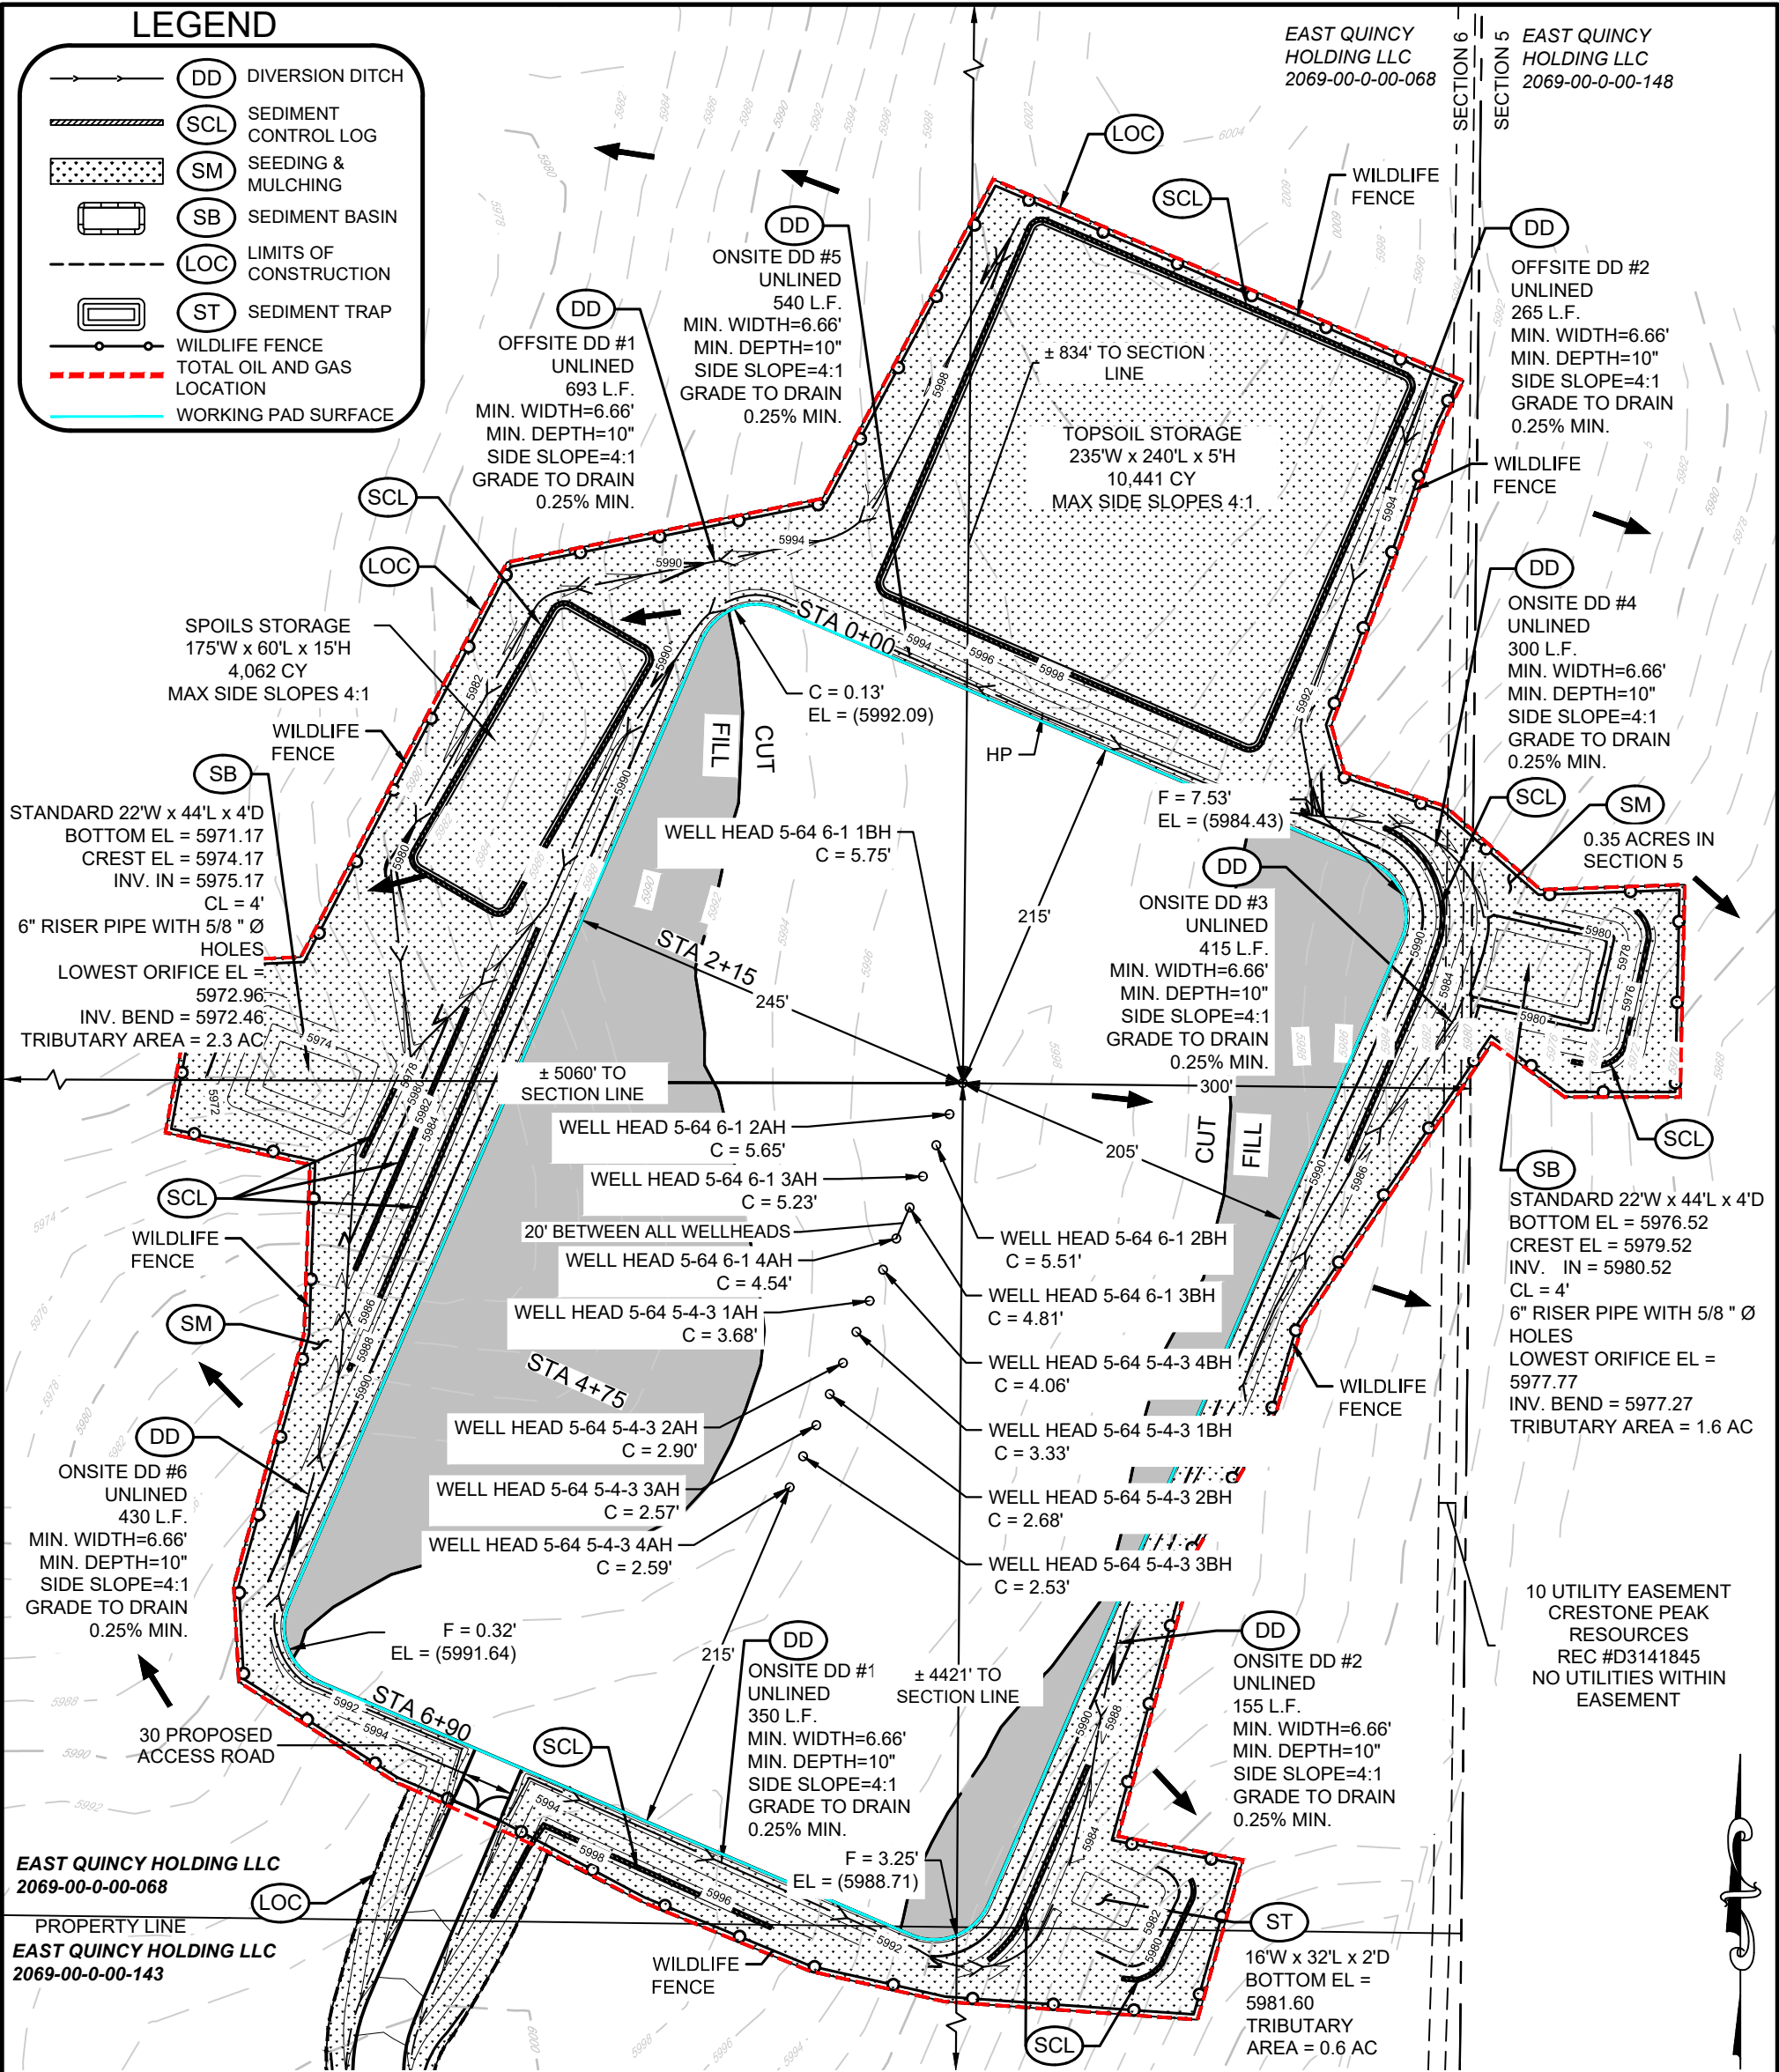 LEGEND
DD DIVERSION DITCH
SCL SEDIMENT
CONTROL LOG
SM SEEDING &
MULCHING
SB SEDIMENT BASIN
LOC LIMITS OF
CONSTRUCTION
ST SEDIMENT TRAP
WILDLIFE FENCE
TOTAL OIL AND GAS
LOCATION
WORKING PAD SURFACE
EAST QUINCY
HOLDING LLC
2069-00-0-00-068
SECTION 6
SECTION 5
EAST QUINCY
HOLDING LLC
2069-00-0-00-148
LOC
SCL
WILDLIFE
FENCE
DD
ONSITE DD #5
UNLINED
540 L.F.
MIN. WIDTH=6.66'
MIN. DEPTH=10"
SIDE SLOPE=4:1
GRADE TO DRAIN
0.25% MIN.
DD
OFFSITE DD #1
UNLINED
693 L.F.
MIN. WIDTH=6.66'
MIN. DEPTH=10"
SIDE SLOPE=4:1
GRADE TO DRAIN
0.25% MIN.
DD
OFFSITE DD #2
UNLINED
265 L.F.
MIN. WIDTH=6.66'
MIN. DEPTH=10"
SIDE SLOPE=4:1
GRADE TO DRAIN
0.25% MIN.
± 834' TO SECTION
LINE
TOPSOIL STORAGE
235'W x 240'L x 5'H
10,441 CY
MAX SIDE SLOPES 4:1
WILDLIFE
FENCE
SCL
LOC
SPOILS STORAGE
175'W x 60'L x 15'H
4,062 CY
MAX SIDE SLOPES 4:1
WILDLIFE
FENCE
SB
STANDARD 22'W x 44'L x 4'D
BOTTOM EL = 5971.17
CREST EL = 5974.17
INV. IN = 5975.17
CL = 4'
6" RISER PIPE WITH 5/8 " Ø
HOLES
LOWEST ORIFICE EL =
5972.96
INV. BEND = 5972.46
TRIBUTARY AREA = 2.3 AC
STA 0+00
C = 0.13'
EL = (5992.09)
FILL
CUT
HP
DD
ONSITE DD #4
UNLINED
300 L.F.
MIN. WIDTH=6.66'
MIN. DEPTH=10"
SIDE SLOPE=4:1
GRADE TO DRAIN
0.25% MIN.
SCL
SM
0.35 ACRES IN
SECTION 5
F = 7.53'
EL = (5984.43)
WELL HEAD 5-64 6-1 1BH
C = 5.75'
DD
ONSITE DD #3
UNLINED
415 L.F.
MIN. WIDTH=6.66'
MIN. DEPTH=10"
SIDE SLOPE=4:1
GRADE TO DRAIN
0.25% MIN.
215'
STA 2+15
245'
300'
205'
CUT
FILL
± 5060' TO
SECTION LINE
WELL HEAD 5-64 6-1 2AH
C = 5.65'
WELL HEAD 5-64 6-1 3AH
C = 5.23'
20' BETWEEN ALL WELLHEADS
WELL HEAD 5-64 6-1 4AH
C = 4.54'
WELL HEAD 5-64 5-4-3 1AH
C = 3.68'
STA 4+75
WELL HEAD 5-64 5-4-3 2AH
C = 2.90'
WELL HEAD 5-64 5-4-3 3AH
C = 2.57'
WELL HEAD 5-64 5-4-3 4AH
C = 2.59'
WELL HEAD 5-64 6-1 2BH
C = 5.51'
WELL HEAD 5-64 6-1 3BH
C = 4.81'
WELL HEAD 5-64 5-4-3 4BH
C = 4.06'
WELL HEAD 5-64 5-4-3 1BH
C = 3.33'
WELL HEAD 5-64 5-4-3 2BH
C = 2.68'
WELL HEAD 5-64 5-4-3 3BH
C = 2.53'
SCL
SB
STANDARD 22'W x 44'L x 4'D
BOTTOM EL = 5976.52
CREST EL = 5979.52
INV. IN = 5980.52
CL = 4'
6" RISER PIPE WITH 5/8 " Ø
HOLES
LOWEST ORIFICE EL =
5977.77
INV. BEND = 5977.27
TRIBUTARY AREA = 1.6 AC
WILDLIFE
FENCE
SCL
WILDLIFE
FENCE
SM
DD
ONSITE DD #6
UNLINED
430 L.F.
MIN. WIDTH=6.66'
MIN. DEPTH=10"
SIDE SLOPE=4:1
GRADE TO DRAIN
0.25% MIN.
F = 0.32'
EL = (5991.64)
STA 6+90
30 PROPOSED
ACCESS ROAD
SCL
215'
DD
ONSITE DD #1
UNLINED
350 L.F.
MIN. WIDTH=6.66'
MIN. DEPTH=10"
SIDE SLOPE=4:1
GRADE TO DRAIN
0.25% MIN.
± 4421' TO
SECTION LINE
F = 3.25'
EL = (5988.71)
DD
ONSITE DD #2
UNLINED
155 L.F.
MIN. WIDTH=6.66'
MIN. DEPTH=10"
SIDE SLOPE=4:1
GRADE TO DRAIN
0.25% MIN.
10 UTILITY EASEMENT
CRESTONE PEAK
RESOURCES
REC #D3141845
NO UTILITIES WITHIN
EASEMENT
EAST QUINCY HOLDING LLC
2069-00-0-00-068
LOC
PROPERTY LINE
EAST QUINCY HOLDING LLC
2069-00-0-00-143
WILDLIFE
FENCE
SCL
ST
16'W x 32'L x 2'D
BOTTOM EL =
5981.60
TRIBUTARY
AREA = 0.6 AC